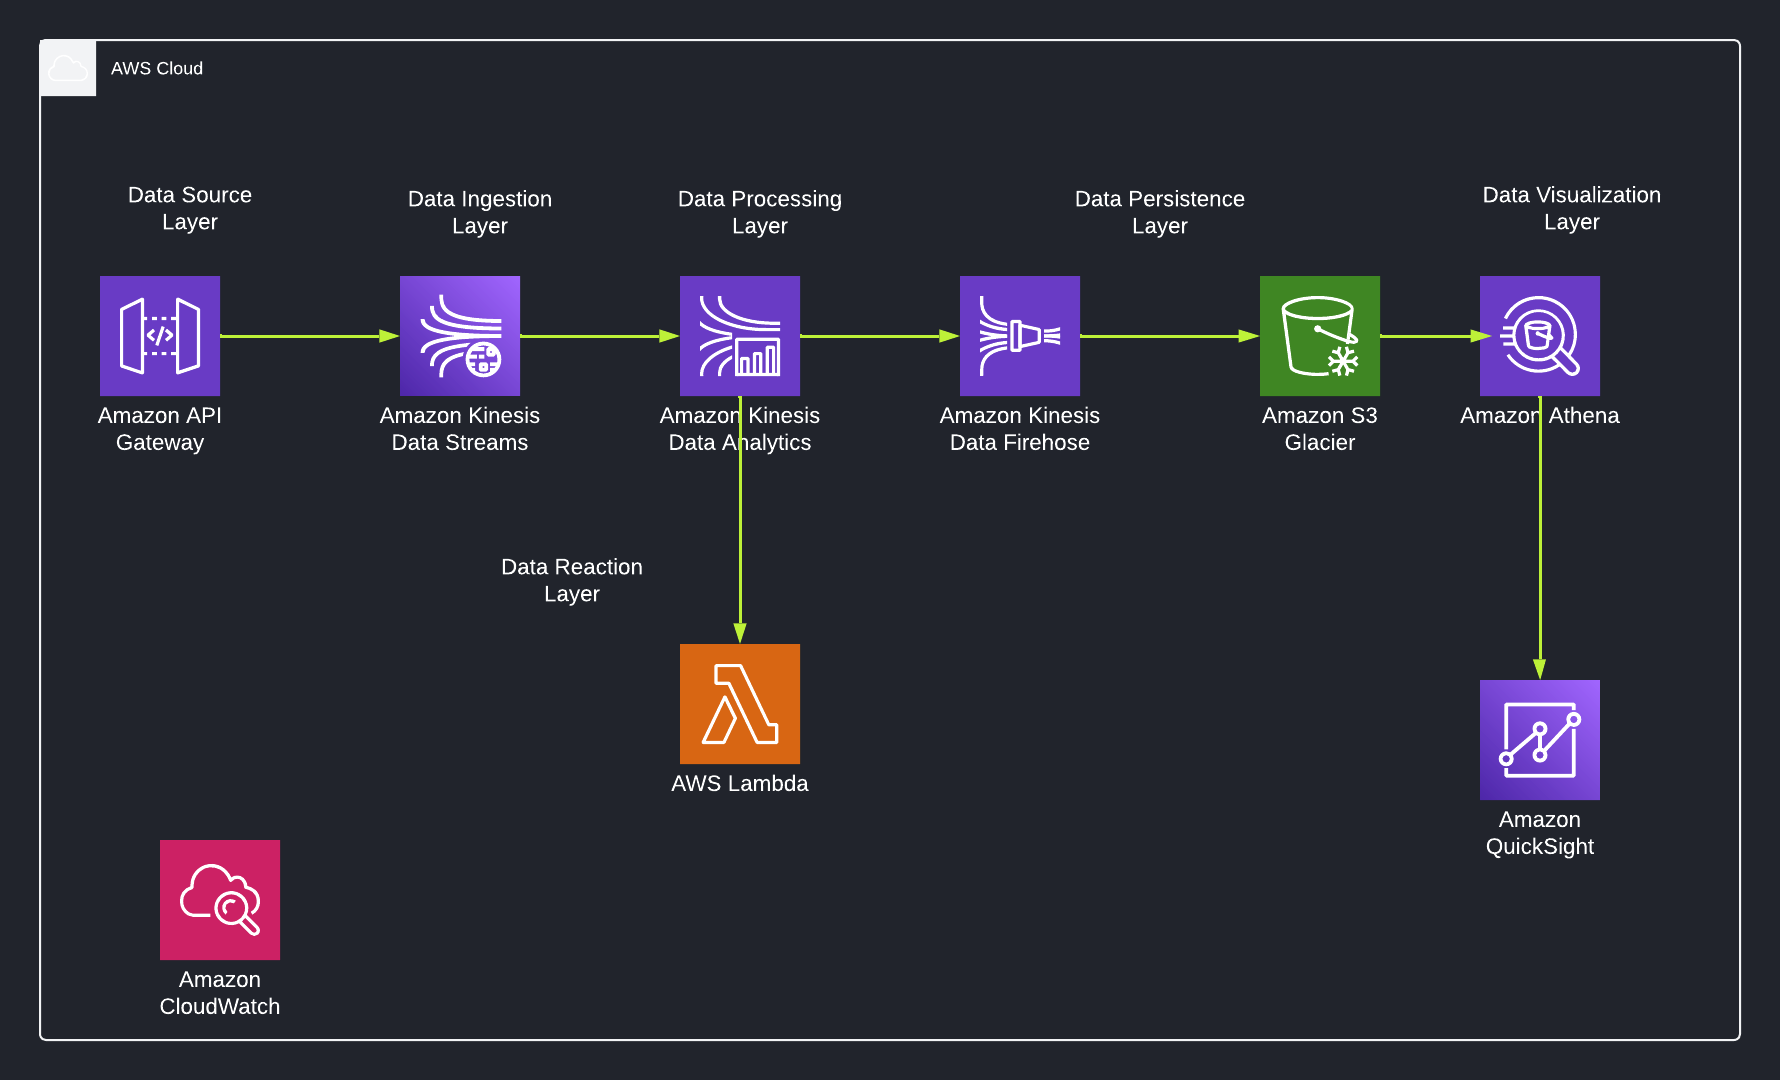 AWS Cloud
Data Source
Layer
Data Ingestion
Layer
Data Processing
Layer
Data Persistence
Layer
Data Visualization
Layer
Amazon API
Gateway
Amazon Kinesis
Data Streams
Amazon Kinesis
Data Analytics
Amazon Kinesis
Data Firehose
Amazon S3
Glacier
Amazon Athena
Data Reaction
Layer
AWS Lambda
Amazon
QuickSight
Amazon
CloudWatch